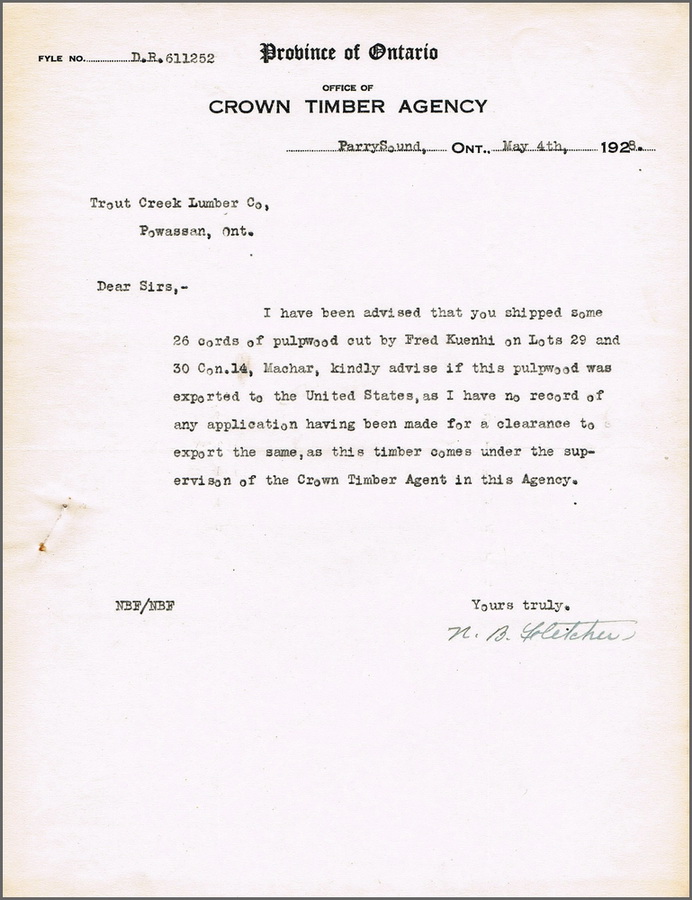 Province of Ontario
FYLE NO. D.R.611252
OFFICE OF
CROWN TIMBER AGENCY
ParrySound, ONT., May 4th, 1928.
Trout Creek Lumber Co,
Powassan, Ont.
Dear Sirs,-
I have been advised that you shipped some
26 cords of pulpwood cut by Fred Kuenhi on Lots 29 and
30 Con.14, Machar, kindly advise if this pulpwood was
exported to the United States,as I have no record of
any application having been made for a clearance to
export the same,as this timber comes under the sup-
ervison of the Crown Timber Agent in this Agency.
NBF/NBF Yours truly.
N. B. Fletcher